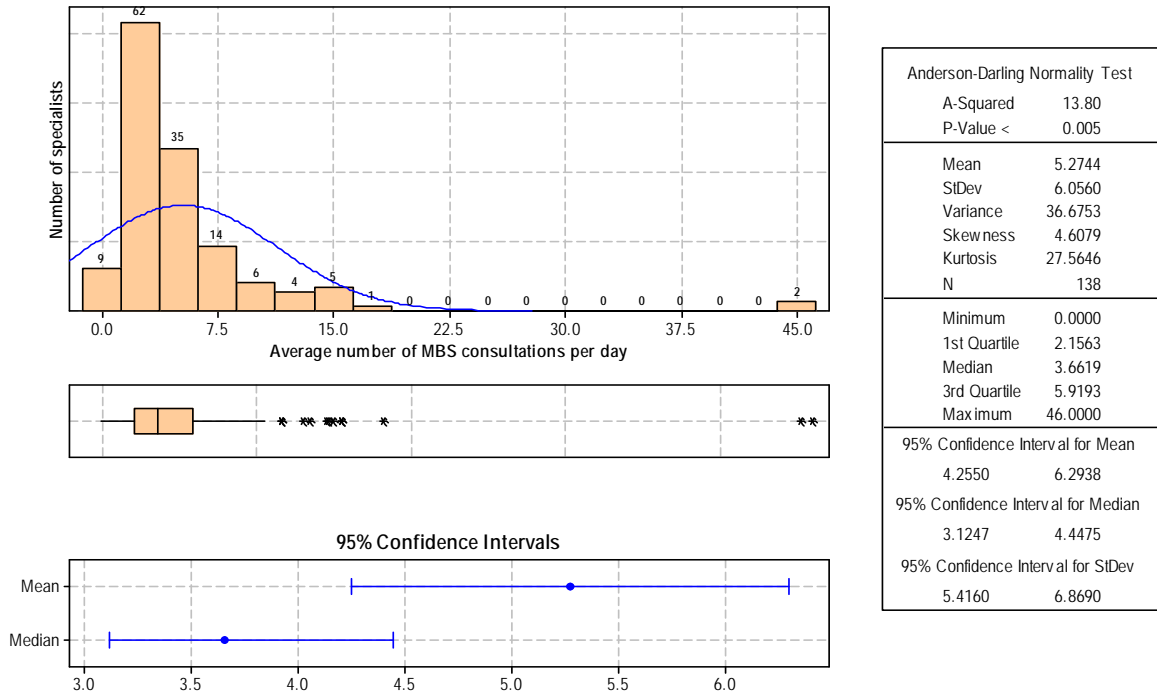 62
35
14
9
6
4
5
1
0
0
0
0
0
0
0
0
0
0
2
Number of specialists
0.0 7.5 15.0 22.5 30.0 37.5 45.0
Average number of MBS consultations per day
95% Confidence Intervals
Mean
Median
3.0 3.5 4.0 4.5 5.0 5.5 6.0
Anderson-Darling Normality Test
A-Squared 13.80
P-Value < 0.005
Mean 5.2744
StDev 6.0560
Variance 36.6753
Skewness 4.6079
Kurtosis 27.5646
N 138
Minimum 0.0000
1st Quartile 2.1563
Median 3.6619
3rd Quartile 5.9193
Maximum 46.0000
95% Confidence Interval for Mean
4.2550 6.2938
95% Confidence Interval for Median
3.1247 4.4475
95% Confidence Interval for StDev
5.4160 6.8690